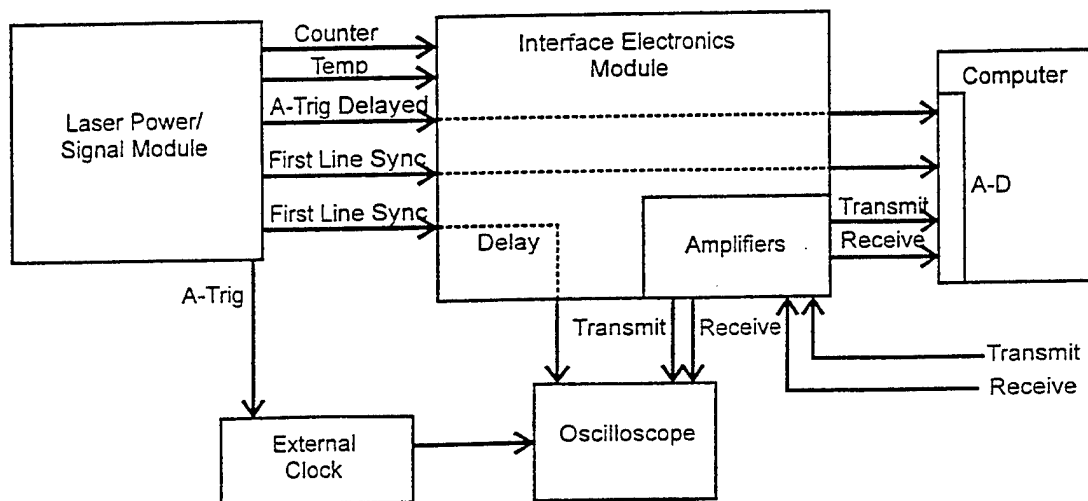 Laser Power/
Signal Module
Counter
Temp
A-Trig Delayed
First Line Sync
First Line Sync
A-Trig
Interface Electronics
Module
Delay
Amplifiers
Computer
A-D
Transmit
Receive
Transmit
Receive
Transmit
Receive
External
Clock
Oscilloscope